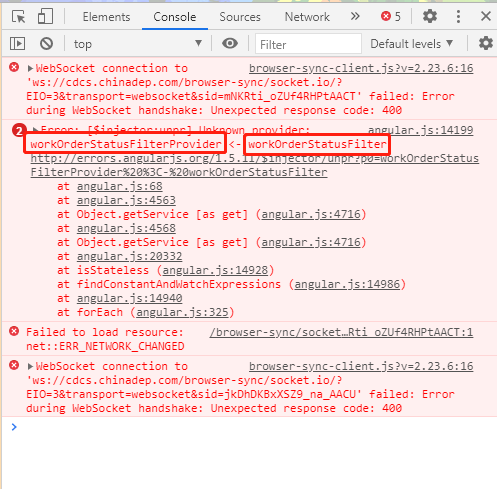 Elements Console Sources » 5
top Filter Default levels ▼
WebSocket connection to browser-sync-client.js?v=2.23.6:16
'ws://cdcs.chinadep.com/browser-sync/socket.io/?
EIO=3&transport=websocket&sid=mNKRti_oZUf4RHPtAACT' failed: Error
during WebSocket handshake: Unexpected response code: 400
2 Error: [$injector:unpr] Unknown provider: angular.js:14199
workOrderStatusFilterProvider <- workOrderStatusFilter
http://errors.angularjs.org/1.5.11/$injector/unpr?p0=workOrderStatus
FilterProvider%20%3C-%20workOrderStatusFilter
at angular.js:68
at angular.js:4563
at Object.getService [as get] (angular.js:4716)
at angular.js:4568
at Object.getService [as get] (angular.js:4716)
at angular.js:20332
at isStateless (angular.js:14928)
at findConstantAndWatchExpressions (angular.js:14986)
at angular.js:14940
at forEach (angular.js:325)
Failed to load resource: /browser-sync/socket…Rti_oZUf4RHPtAACT:1
net::ERR_NETWORK_CHANGED
WebSocket connection to browser-sync-client.js?v=2.23.6:16
'ws://cdcs.chinadep.com/browser-sync/socket.io/?
EIO=3&transport=websocket&sid=jkDhDKBxXSZ9_na_AACU' failed: Error
during WebSocket handshake: Unexpected response code: 400